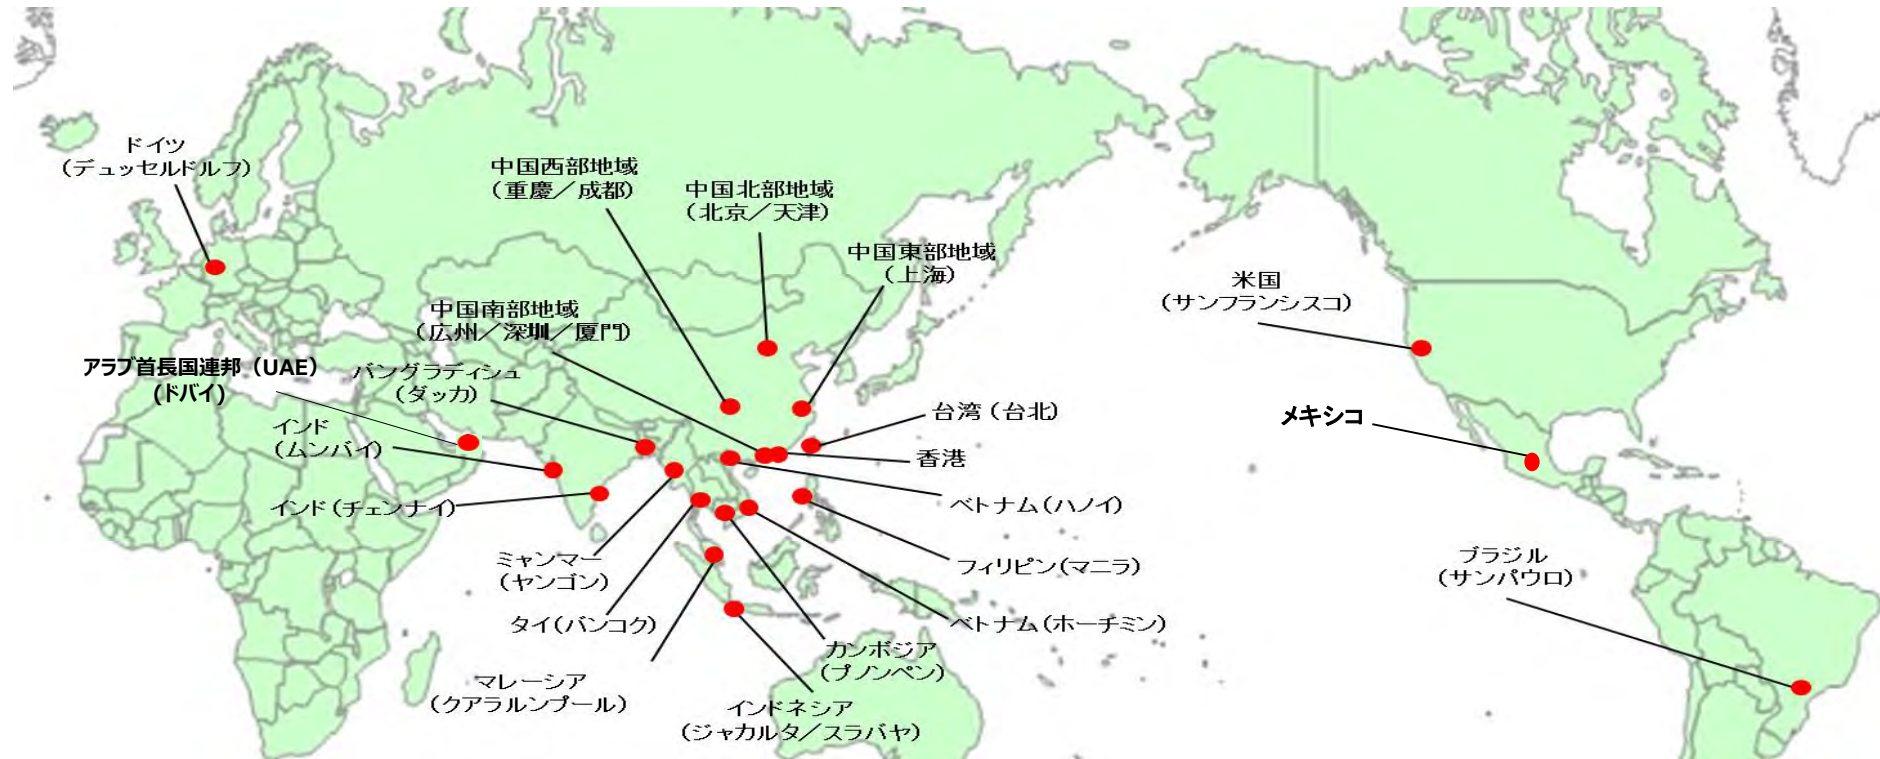 ドイツ
（デュッセルドルフ）
中国西部地域
（重慶／成都）
中国北部地域
（北京／天津）
中国東部地域
（上海）
米国
（サンフランシスコ）
中国南部地域
（広州／深圳／厦門）
アラブ首長国連邦（UAE）
（ドバイ）
バングラディシュ
（ダッカ）
インド
（ムンバイ）
台湾（台北）
メキシコ
香港
インド（チェンナイ）
ベトナム（ハノイ）
ミャンマー
（ヤンゴン）
フィリピン（マニラ）
ブラジル
（サンパウロ）
タイ（バンコク）
ベトナム（ホーチミン）
カンボジア
（プノンペン）
マレーシア
（クアラルンプール）
インドネシア
（ジャカルタ／スラバヤ）